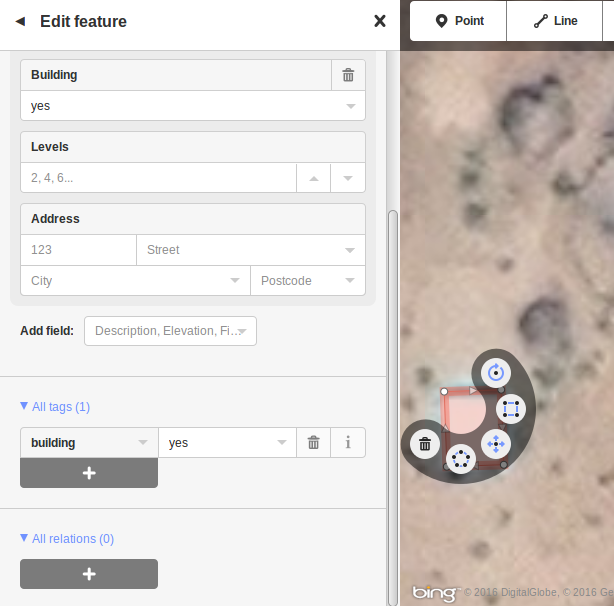 Edit feature
Point
Line
Building
yes
Levels
2, 4, 6...
Address
123
Street
City
Postcode
Add field:
Description, Elevation, Fi...
All tags (1)
building
yes
All relations (0)
bing
© 2016 DigitalGlobe, © 2016 Ge